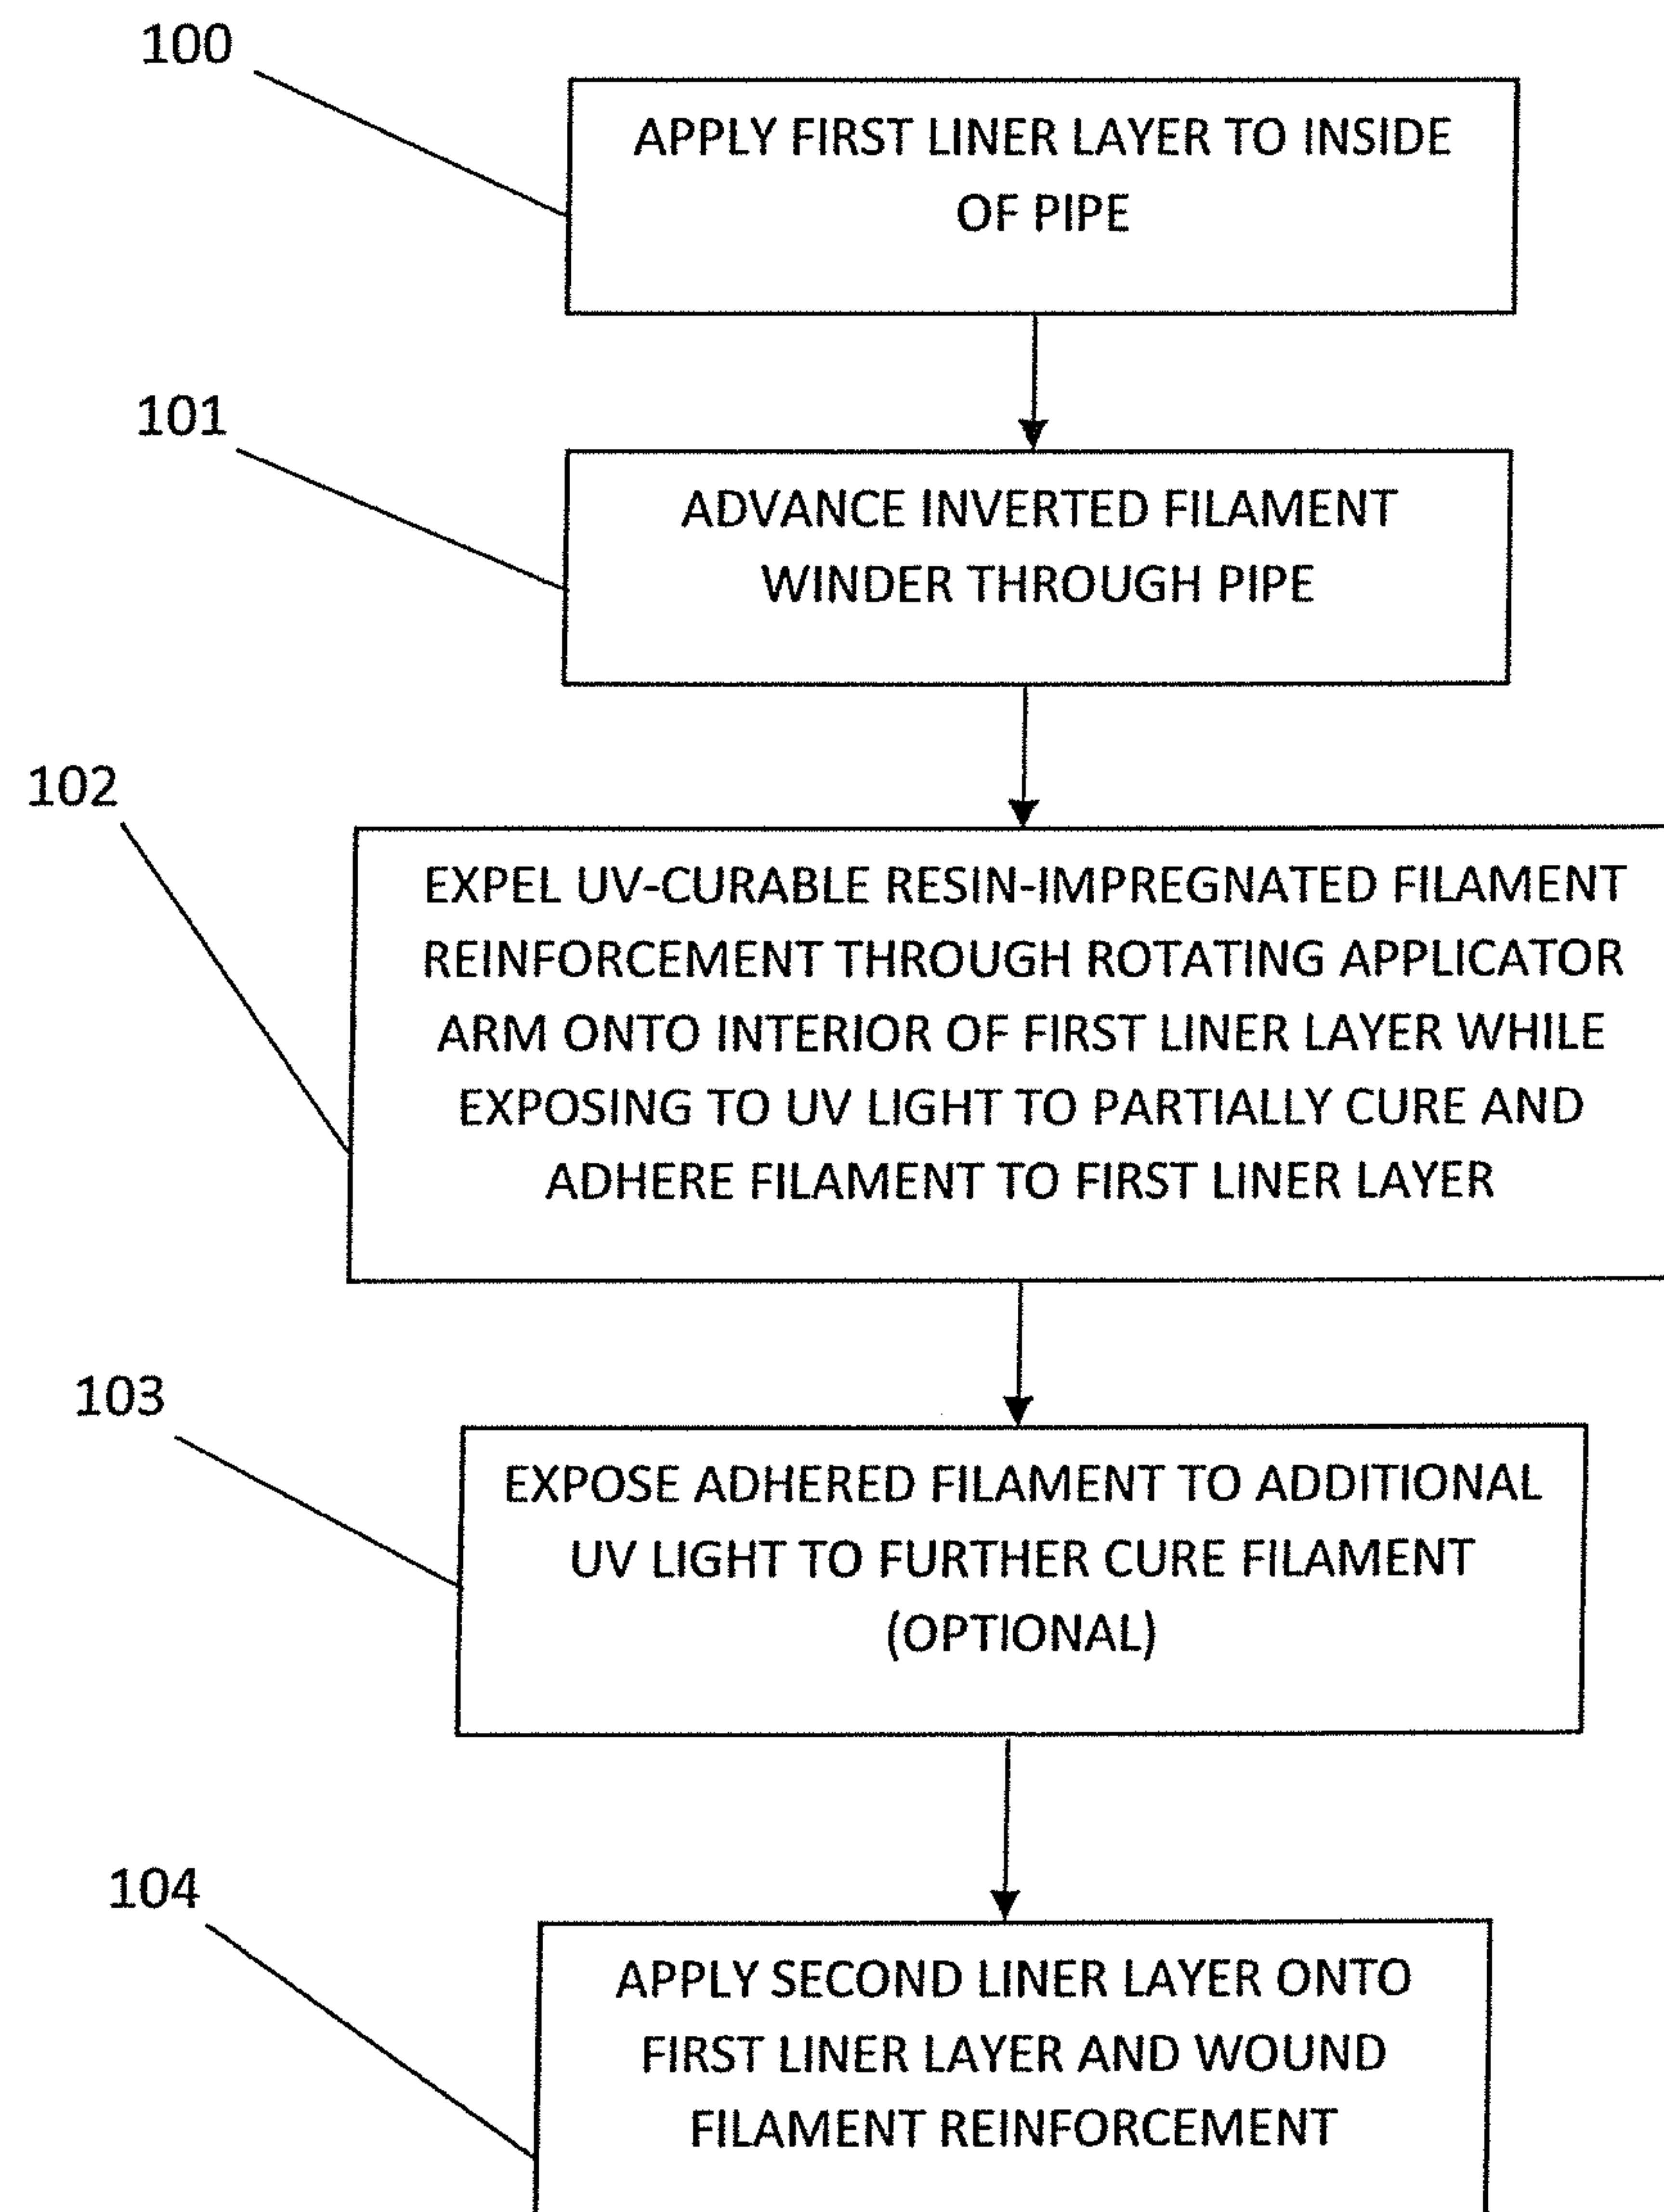 100
APPLY FIRST LINER LAYER TO INSIDE
OF PIPE
101
ADVANCE INVERTED FILAMENT
WINDER THROUGH PIPE
102
EXPEL UV-CURABLE RESIN-IMPREGNATED FILAMENT
REINFORCEMENT THROUGH ROTATING APPLICATOR
ARM ONTO INTERIOR OF FIRST LINER LAYER WHILE
EXPOSING TO UV LIGHT TO PARTIALLY CURE AND
ADHERE FILAMENT TO FIRST LINER LAYER
103
EXPOSE ADHERED FILAMENT TO ADDITIONAL
UV LIGHT TO FURTHER CURE FILAMENT
(OPTIONAL)
104
APPLY SECOND LINER LAYER ONTO
FIRST LINER LAYER AND WOUND
FILAMENT REINFORCEMENT